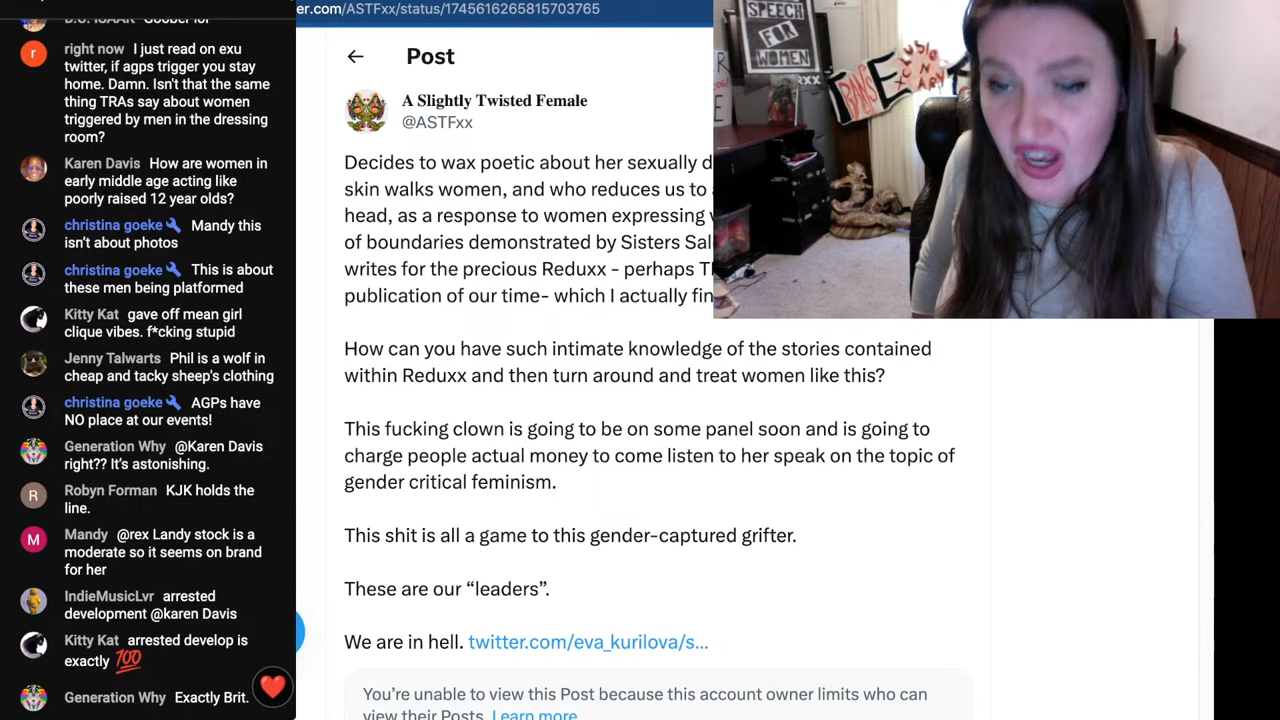 D.C. ISAAK Goober for
right now I just read on exu
twitter, if agps trigger you stay
home. Damn. Isn't that the same
thing TRAs say about women
triggered by men in the dressing
room?
Karen Davis How are women in
early middle age acting like
poorly raised 12 year olds?
christina goeke Mandy this
isn't about photos
christina goeke This is about
these men being platformed
Kitty Kat gave off mean girl
clique vibes. f*cking stupid
Jenny Talwarts Phil is a wolf in
cheap and tacky sheep's clothing
christina goeke AGPs have
NO place at our events!
Generation Why @Karen Davis
right?? It's astonishing.
R
Robyn Forman KJK holds the
line.
M
Mandy @rex Landy stock is a
moderate so it seems on brand
for her
IndieMusicLvr arrested
development @karen Davis
Kitty Kat arrested develop is
exactly 💯
Generation Why Exactly Brit.
er.com/ASTFxx/status/1745616265815703765
← Post
A Slightly Twisted Female
@ASTFxx
Decides to wax poetic about her sexually d
skin walks women, and who reduces us to
head, as a response to women expressing
of boundaries demonstrated by Sisters Sal
writes for the precious Reduxx - perhaps T
publication of our time- which I actually fin
How can you have such intimate knowledge of the stories contained
within Reduxx and then turn around and treat women like this?
This fucking clown is going to be on some panel soon and is going to
charge people actual money to come listen to her speak on the topic of
gender critical feminism.
This shit is all a game to this gender-captured grifter.
These are our “leaders”.
We are in hell. twitter.com/eva_kurilova/s...
You're unable to view this Post because this account owner limits who can
view their Posts. Learn more
SPEECH
FOR
WOMEN